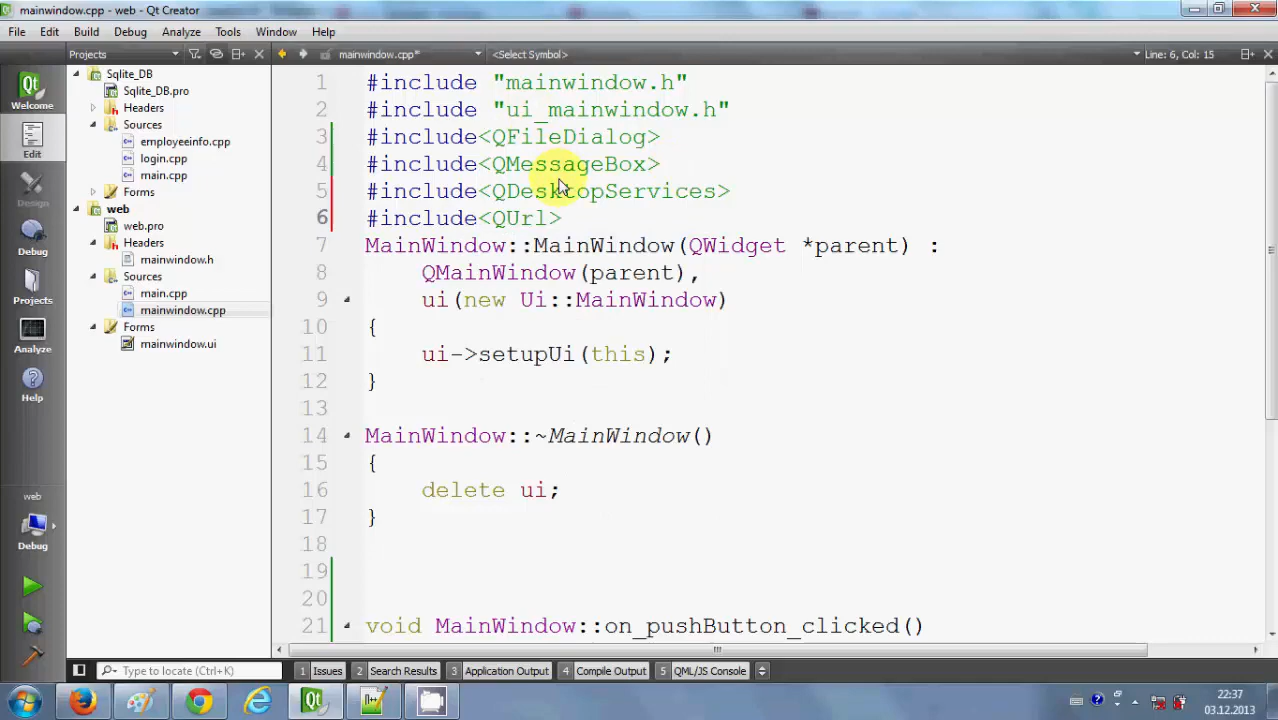 mainwindow.cpp - web - Qt Creator
File Edit Build Debug Tools Analyze Window Help
Projects
mainwindow.cpp*
<Select Symbol>
Line: 6, Col: 15
Welcome
Edit
Design
Debug
Projects
Analyze
Help
web
Debug
Sqlite_DB
Sqlite_DB.pro
Headers
Sources
employeeinfo.cpp
login.cpp
main.cpp
Forms
web
web.pro
Headers
mainwindow.h
Sources
main.cpp
mainwindow.cpp
Forms
mainwindow.ui
1 #include "mainwindow.h"
2 #include "ui_mainwindow.h"
3 #include<QFileDialog>
4 #include<QMessageBox>
5 #include<QDesktopServices>
6 #include<QUrl>
7 MainWindow::MainWindow(QWidget *parent) :
8 QMainWindow(parent),
9 ui(new Ui::MainWindow)
10 {
11 ui->setupUi(this);
12 }
13
14 MainWindow::~MainWindow()
15 {
16 delete ui;
17 }
18
19
20
21 void MainWindow::on_pushButton_clicked()
Type to locate (Ctrl+K)
1 Issues 2 Search Results 3 Application Output 4 Compile Output 5 QML/JS Console
22:37
03.12.2013